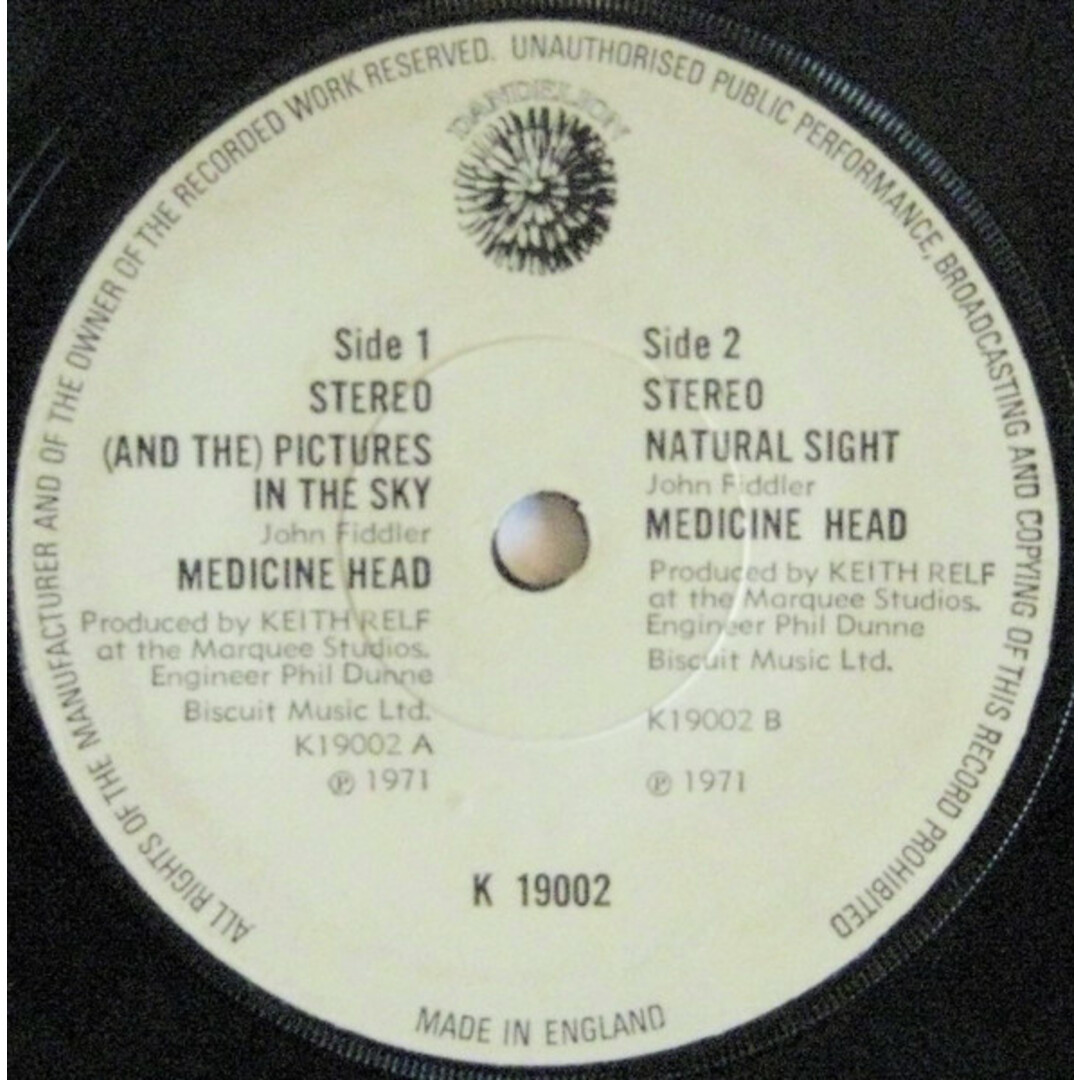 ALL RIGHTS OF THE MANUFACTURER AND OF THE OWNER OF THE RECORDED WORK RESERVED. UNAUTHORISED PUBLIC PERFORMANCE, BROADCASTING AND COPYING OF THIS RECORD PROHIBITED
DANDELION
Side 1
STEREO
(AND THE) PICTURES
IN THE SKY
John Fiddler
MEDICINE HEAD
Produced by KEITH RELF
at the Marquee Studios.
Engineer Phil Dunne
Biscuit Music Ltd.
K19002 A
℗ 1971
Side 2
STEREO
NATURAL SIGHT
John Fiddler
MEDICINE HEAD
Produced by KEITH RELF
at the Marquee Studios.
Engineer Phil Dunne
Biscuit Music Ltd.
K19002 B
℗ 1971
K 19002
MADE IN ENGLAND